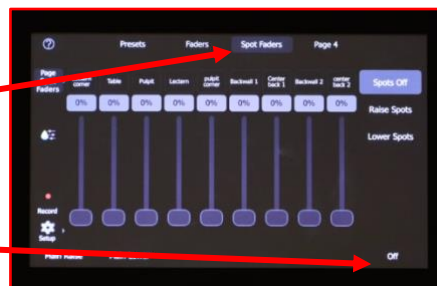 Presets Faders Spot Faders Page 4
Page
Faders
corner Table Pulpit Lectern pulpit corner Backwall 1 Center back 1 Backwall 2 center back 2
0% 0% 0% 0% 0% 0% 0% 0% 0%
Spots Off
Raise Spots
Lower Spots
Record
Setup
Off